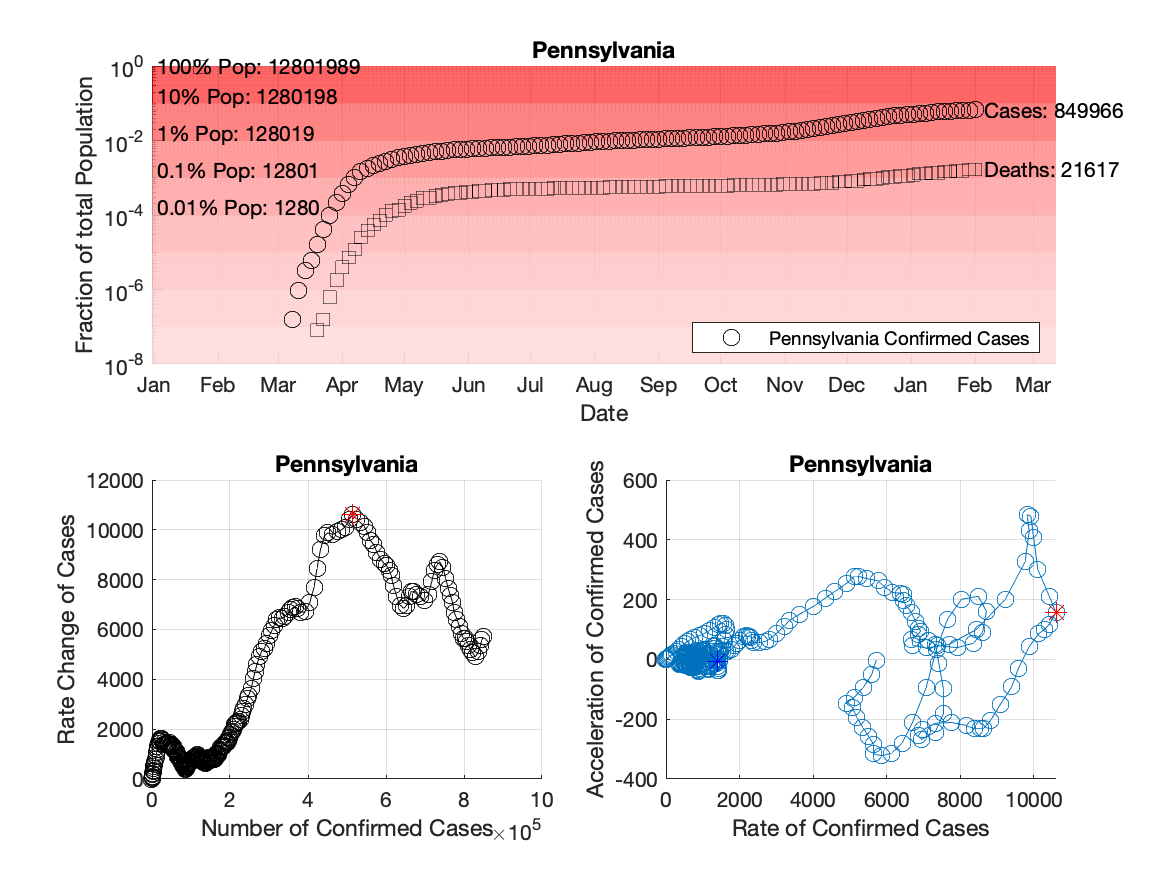 Pennsylvania
Fraction of total Population
10^0
10^-2
10^-4
10^-6
10^-8
100% Pop: 12801989
10% Pop: 1280198
1% Pop: 128019
0.1% Pop: 12801
0.01% Pop: 1280
Cases: 849966
Deaths: 21617
Pennsylvania Confirmed Cases
Jan Feb Mar Apr May Jun Jul Aug Sep Oct Nov Dec Jan Feb Mar
Date
Pennsylvania
Rate Change of Cases
12000
10000
8000
6000
4000
2000
0
0 2 4 6 8 10
Number of Confirmed Cases
×10^5
Pennsylvania
Acceleration of Confirmed Cases
600
400
200
0
-200
-400
0 2000 4000 6000 8000 10000
Rate of Confirmed Cases